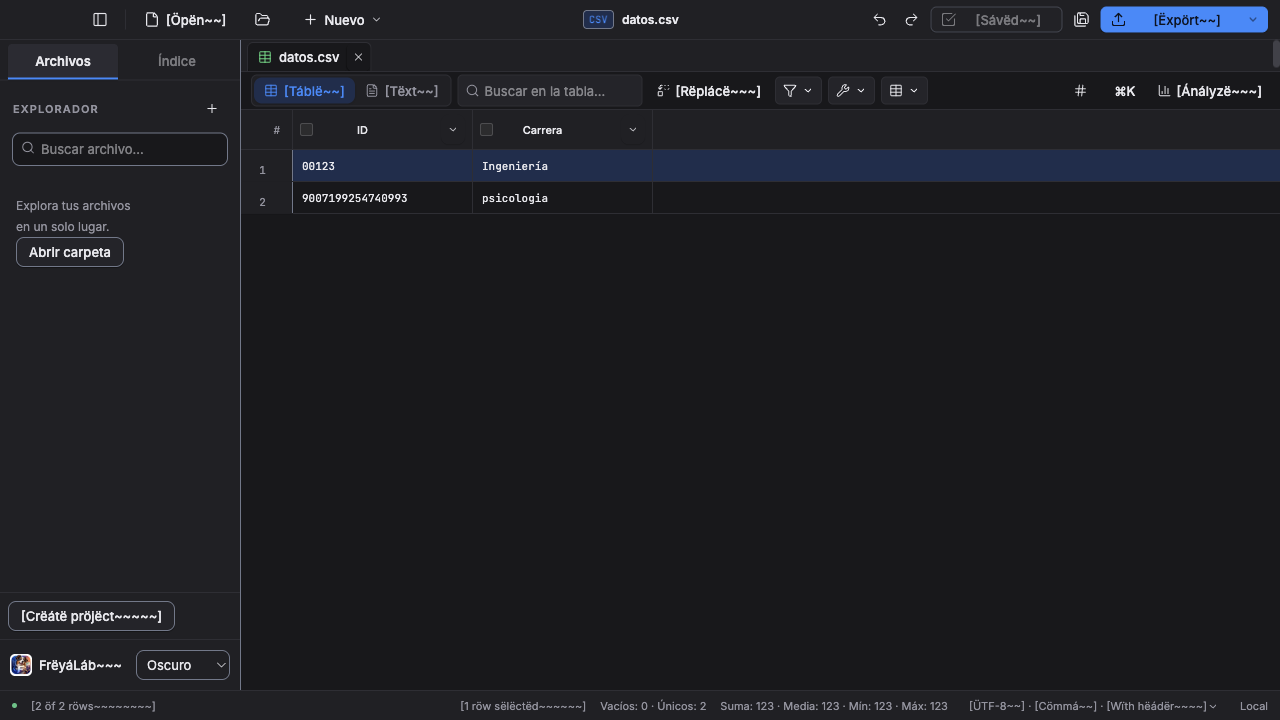 [Öpën~~]
Nuevo
CSV datos.csv
[Sávëd~~]
[Ëxpört~~]
Archivos
Índice
datos.csv
EXPLORADOR
[Táblë~~]
[Tëxt~~]
Buscar en la tabla...
[Rëplácë~~~]
⌘K
[Ánályzë~~~]
Buscar archivo...
# ID Carrera
1 00123 Ingeniería
2 9007199254740993 psicologia
Explora tus archivos
en un solo lugar.
Abrir carpeta
[Crëátë pröjëct~~~~~]
FrëyáLáb~~~
Oscuro
[2 öf 2 röws~~~~~~~~]
[1 röw sëlëctëd~~~~~~]
Vacíos: 0 · Únicos: 2
Suma: 123 · Media: 123 · Mín: 123 · Máx: 123
[ÜTF-8~~] · [Cömmá~~] · [Wíth hëádër~~~~]
Local